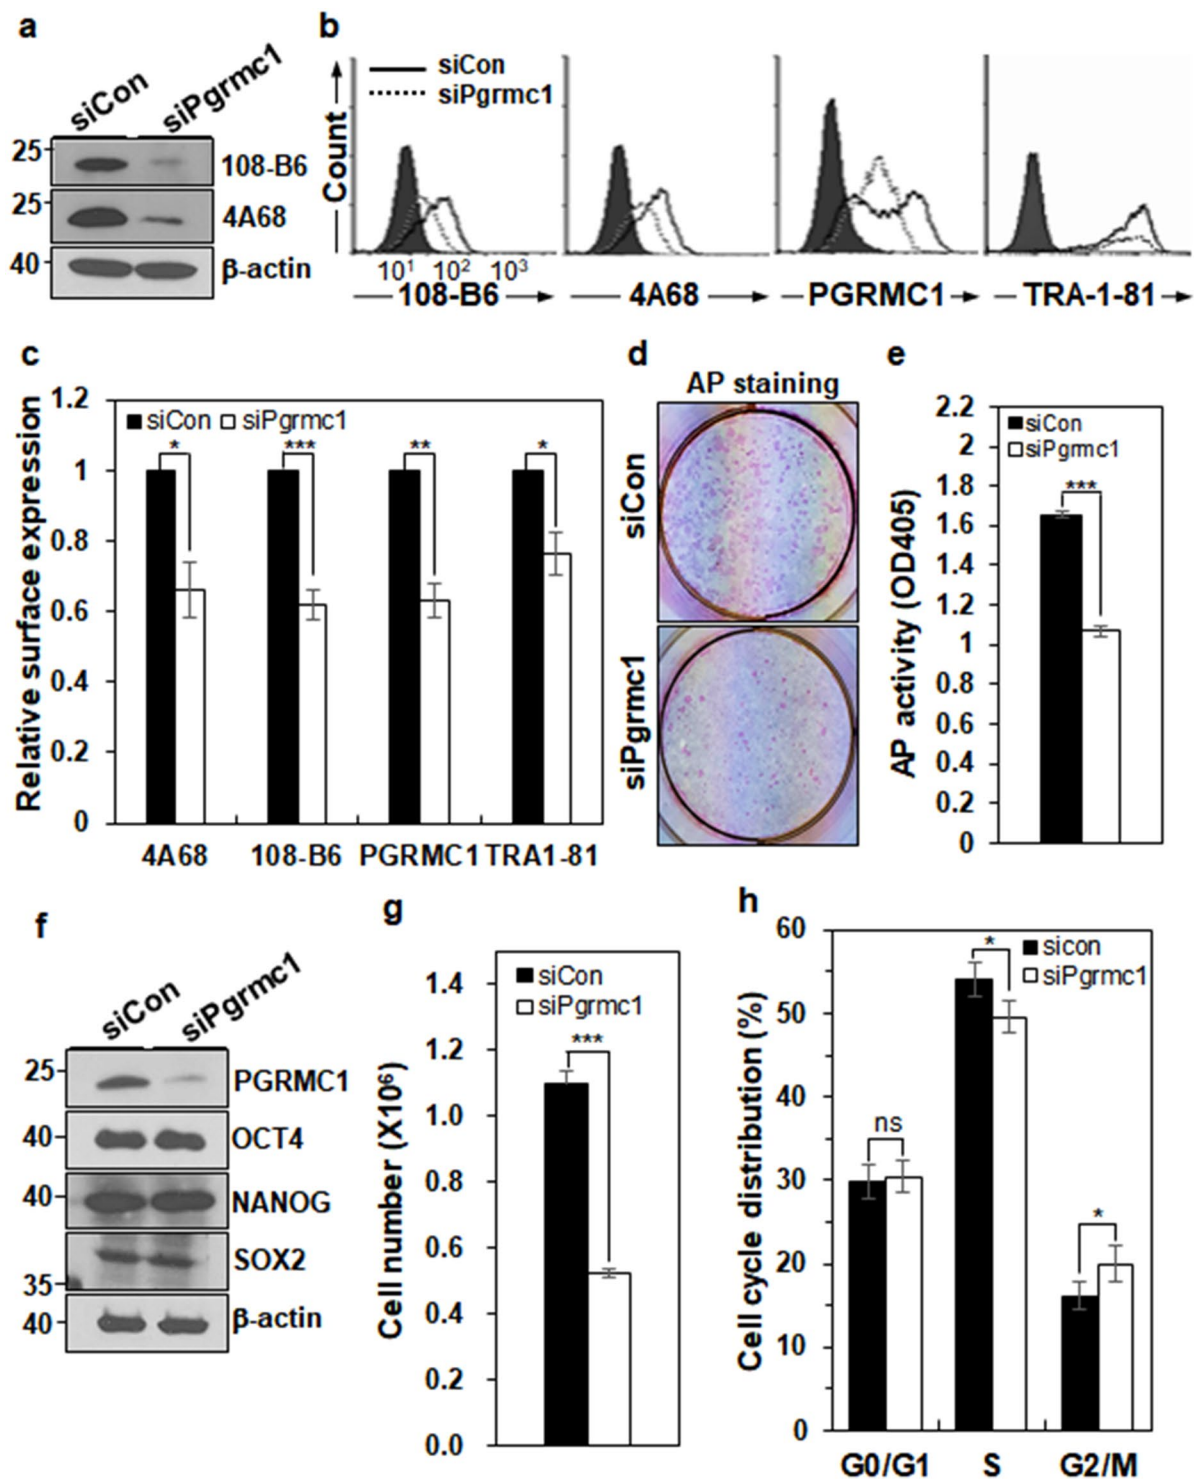 a
siCon
siPgrmc1
25
108-B6
25
4A68
40
β-actin
b
siCon
siPgrmc1
Count
10¹ 10² 10³
108-B6
4A68
PGRMC1
TRA-1-81
c
Relative surface expression
1.2
1
0.8
0.6
0.4
0.2
0
siCon siPgrmc1
*
***
**
*
4A68
108-B6
PGRMC1
TRA1-81
d
AP staining
siCon
siPgrmc1
e
AP activity (OD405)
2.2
2
1.8
1.6
1.4
1.2
1
0.8
0.6
0.4
0.2
0
siCon
siPgrmc1
***
f
siCon
siPgrmc1
25
PGRMC1
40
OCT4
40
NANOG
SOX2
35
40
β-actin
g
Cell number (X10⁶)
1.4
1.2
1.0
0.8
0.6
0.4
0.2
0.0
siCon
siPgrmc1
***
h
Cell cycle distribution (%)
60
50
40
30
20
10
0
sicon
siPgrmc1
ns
*
*
G0/G1
S
G2/M